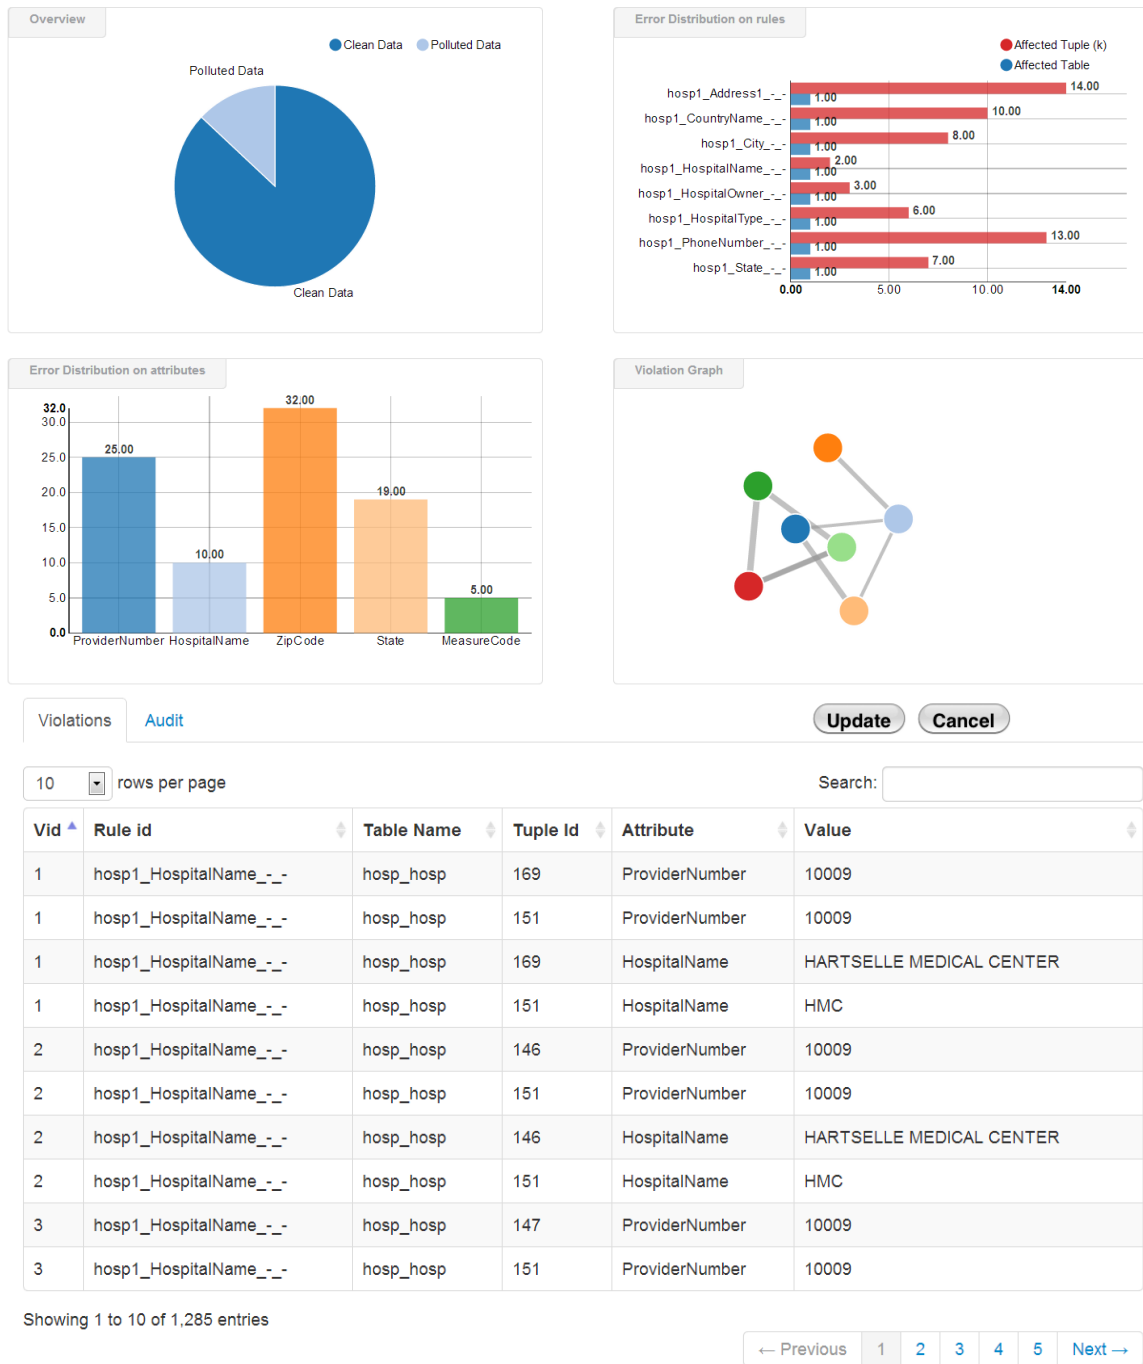 Overview
Clean Data Polluted Data
Polluted Data
Clean Data
Error Distribution on rules
Affected Tuple (k)
Affected Table
hosp1_Address1_-_- 14.00
1.00
hosp1_CountryName_-_- 10.00
1.00
hosp1_City_-_- 8.00
1.00
hosp1_HospitalName_-_- 2.00
1.00
hosp1_HospitalOwner_-_- 3.00
1.00
hosp1_HospitalType_-_- 6.00
1.00
hosp1_PhoneNumber_-_- 13.00
1.00
hosp1_State_-_- 7.00
1.00
0.00 5.00 10.00 14.00
Error Distribution on attributes
32.0
30.0
25.0
20.0
15.0
10.0
5.0
0.0
25.00 10.00 32.00 19.00 5.00
ProviderNumber HospitalName ZipCode State MeasureCode
Violation Graph
Violations Audit Update Cancel
10 rows per page Search:
Vid Rule id Table Name Tuple Id Attribute Value
1 hosp1_HospitalName_-_- hosp_hosp 169 ProviderNumber 10009
1 hosp1_HospitalName_-_- hosp_hosp 151 ProviderNumber 10009
1 hosp1_HospitalName_-_- hosp_hosp 169 HospitalName HARTSELLE MEDICAL CENTER
1 hosp1_HospitalName_-_- hosp_hosp 151 HospitalName HMC
2 hosp1_HospitalName_-_- hosp_hosp 146 ProviderNumber 10009
2 hosp1_HospitalName_-_- hosp_hosp 151 ProviderNumber 10009
2 hosp1_HospitalName_-_- hosp_hosp 146 HospitalName HARTSELLE MEDICAL CENTER
2 hosp1_HospitalName_-_- hosp_hosp 151 HospitalName HMC
3 hosp1_HospitalName_-_- hosp_hosp 147 ProviderNumber 10009
3 hosp1_HospitalName_-_- hosp_hosp 151 ProviderNumber 10009
Showing 1 to 10 of 1,285 entries
← Previous 1 2 3 4 5 Next →